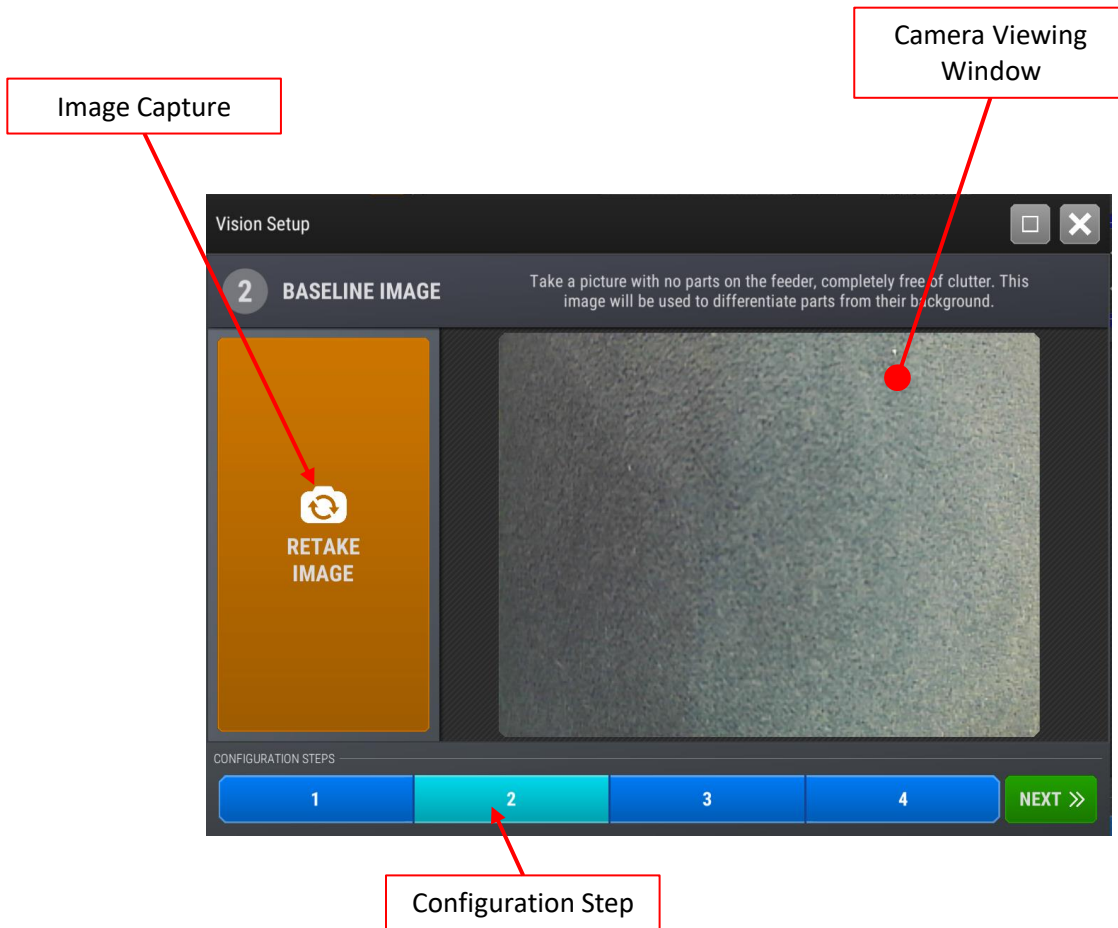 Camera Viewing
Window
Image Capture
Vision Setup
2 BASELINE IMAGE
Take a picture with no parts on the feeder, completely free of clutter. This
image will be used to differentiate parts from their background.
RETAKE
IMAGE
CONFIGURATION STEPS
1 2 3 4 NEXT »
Configuration Step